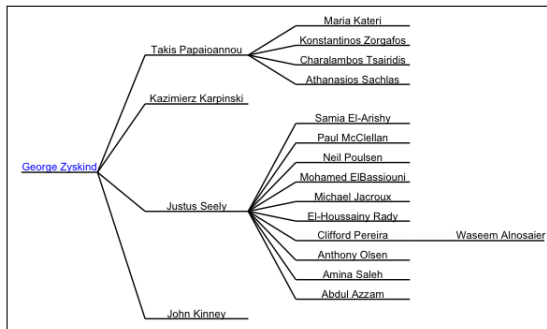 Maria Kateri
Konstantinos Zorgafos
Takis Papaioannou
Charalambos Tsairidis
Athanasios Sachlas
Kazimierz Karpinski
Samia El-Arishy
Paul McClellan
Neil Poulsen
George Zyskind
Mohamed ElBassiouni
Michael Jacroux
Justus Seely
El-Houssainy Rady
Clifford Pereira
Waseem Alnosaier
Anthony Olsen
Amina Saleh
Abdul Azzam
John Kinney